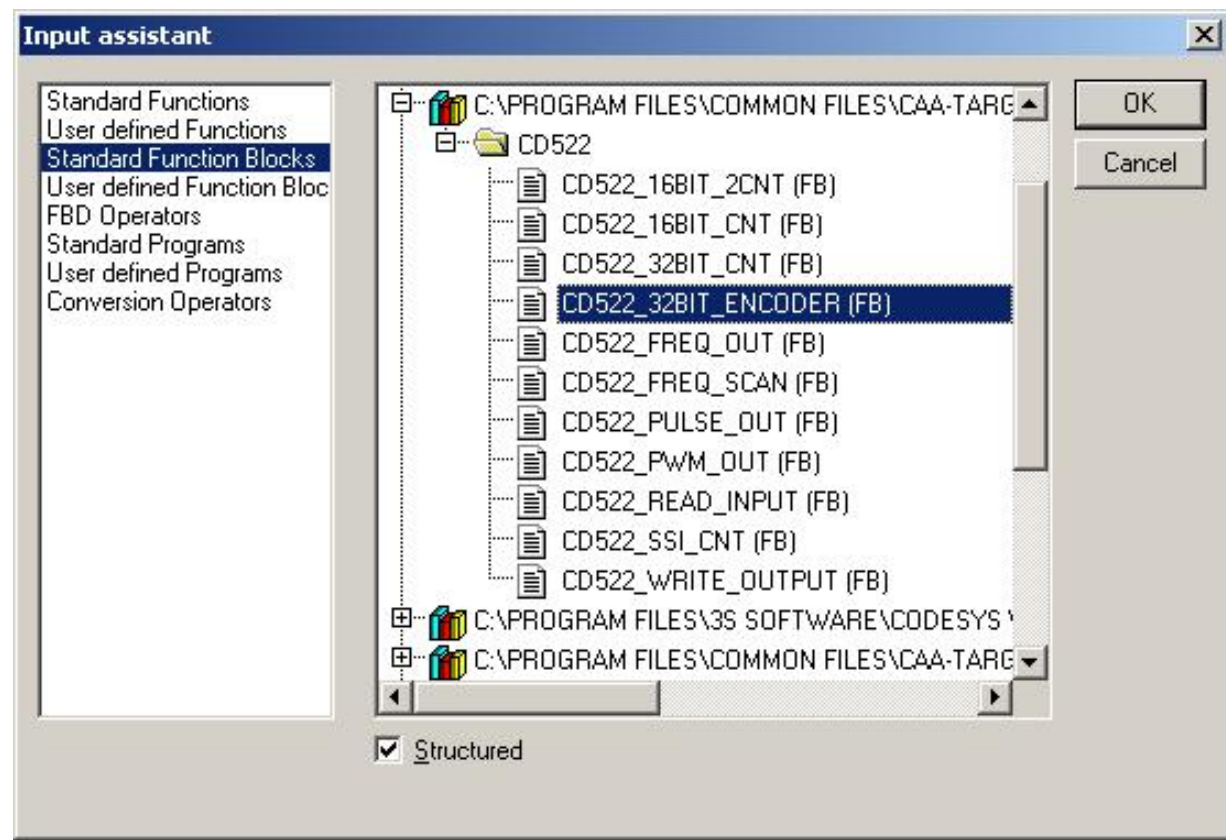 Input assistant
Standard Functions
User defined Functions
Standard Function Blocks
User defined Function Bloc
FBD Operators
Standard Programs
User defined Programs
Conversion Operators
C:\PROGRAM FILES\COMMON FILES\CAA-TARG
CD522
CD522_16BIT_2CNT (FB)
CD522_16BIT_CNT (FB)
CD522_32BIT_CNT (FB)
CD522_32BIT_ENCODER (FB)
CD522_FREQ_OUT (FB)
CD522_FREQ_SCAN (FB)
CD522_PULSE_OUT (FB)
CD522_PWM_OUT (FB)
CD522_READ_INPUT (FB)
CD522_SSI_CNT (FB)
CD522_WRITE_OUTPUT (FB)
C:\PROGRAM FILES\3S SOFTWARE\CODESYS
C:\PROGRAM FILES\COMMON FILES\CAA-TARG
OK
Cancel
Structured